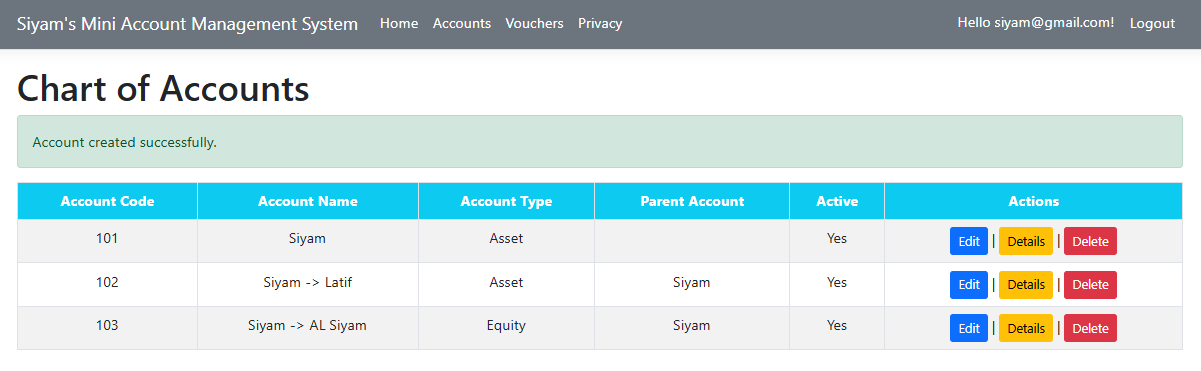 Siyam's Mini Account Management System Home Accounts Vouchers Privacy Hello siyam@gmail.com! Logout
Chart of Accounts
Account created successfully.
Account Code Account Name Account Type Parent Account Active Actions
101 Siyam Asset Yes Edit | Details | Delete
102 Siyam -> Latif Asset Siyam Yes Edit | Details | Delete
103 Siyam -> AL Siyam Equity Siyam Yes Edit | Details | Delete